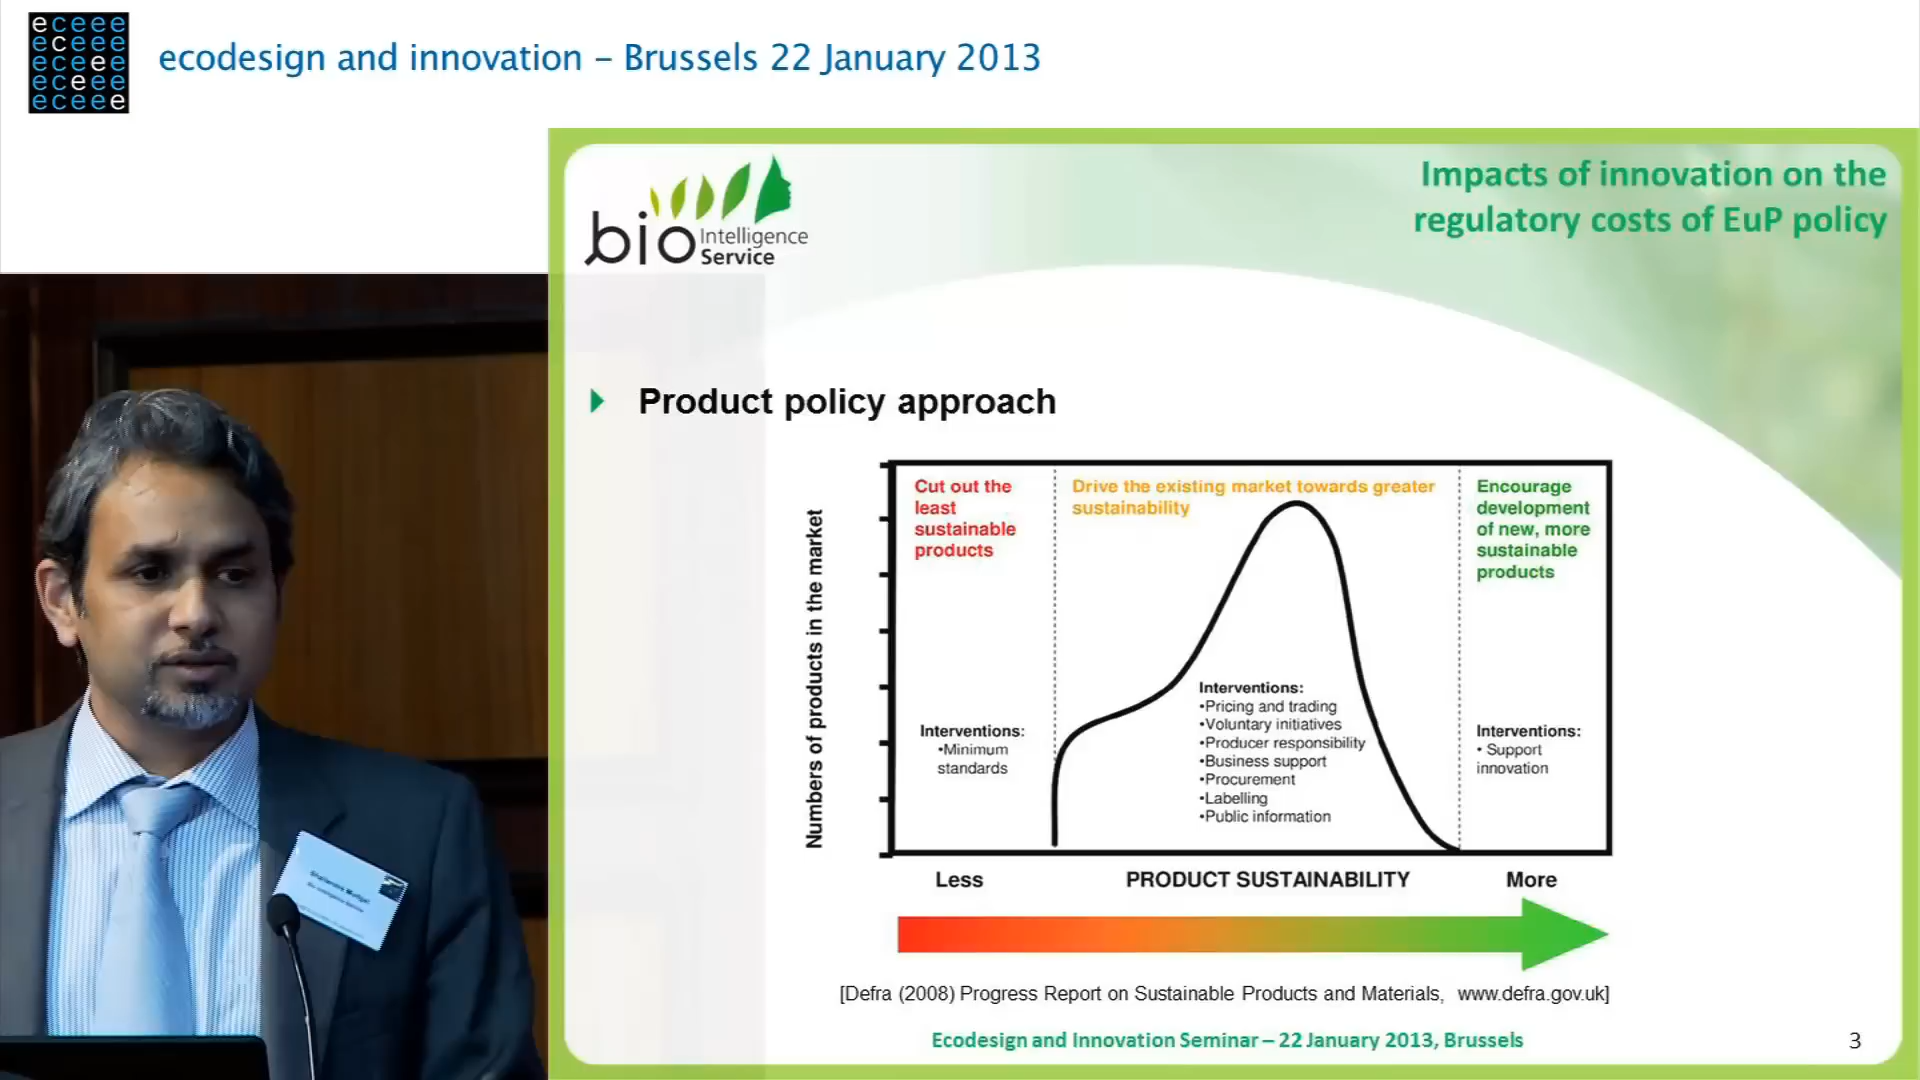 eceee
eceee
eceee
eceee
eceee
ecodesign and innovation – Brussels 22 January 2013
bio Intelligence
Service
Impacts of innovation on the
regulatory costs of EuP policy
Product policy approach
Numbers of products in the market
Cut out the
least
sustainable
products
Interventions:
•Minimum
standards
Drive the existing market towards greater
sustainability
Interventions:
•Pricing and trading
•Voluntary initiatives
•Producer responsibility
•Business support
•Procurement
•Labelling
•Public information
Encourage
development
of new, more
sustainable
products
Interventions:
• Support
innovation
Less PRODUCT SUSTAINABILITY More
[Defra (2008) Progress Report on Sustainable Products and Materials, www.defra.gov.uk]
Ecodesign and Innovation Seminar – 22 January 2013, Brussels
3
Shailendra Mudgal
Bio Intelligence Service